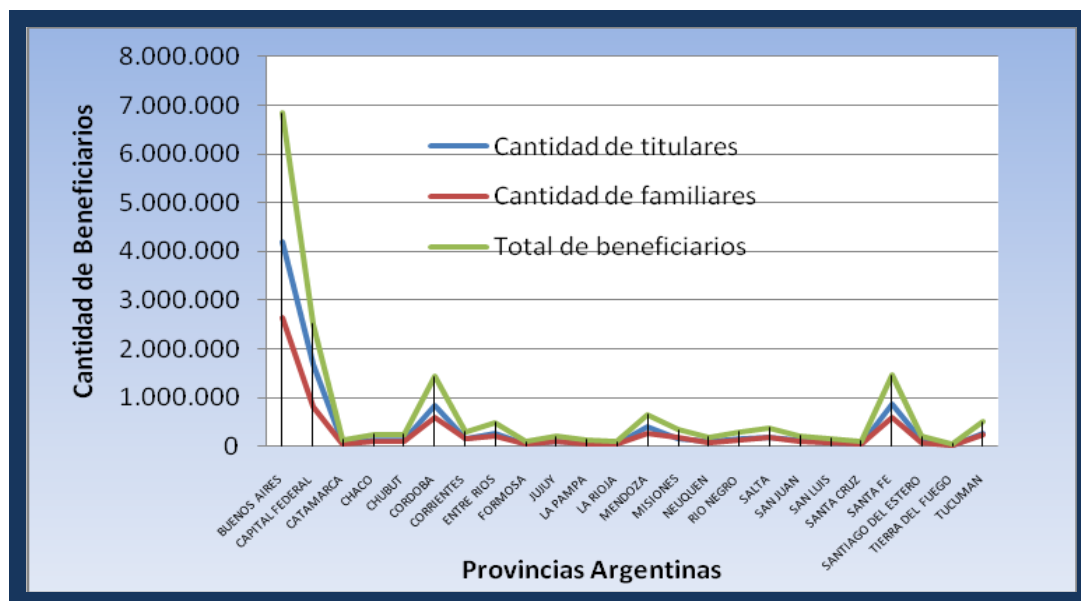 8.000.000
7.000.000
6.000.000
5.000.000
4.000.000
3.000.000
2.000.000
1.000.000
0
Cantidad de Beneficiarios
Cantidad de titulares
Cantidad de familiares
Total de beneficiarios
BUENOS AIRES
CAPITAL FEDERAL
CATAMARCA
CHACO
CHUBUT
CORDOBA
CORRIENTES
ENTRE RIOS
FORMOSA
JUJUY
LA PAMPA
LA RIOJA
MENDOZA
MISIONES
NEUQUEN
RIO NEGRO
SALTA
SAN JUAN
SAN LUIS
SANTA CRUZ
SANTA FE
SANTIAGO DEL ESTERO
TIERRA DEL FUEGO
TUCUMAN
Provincias Argentinas